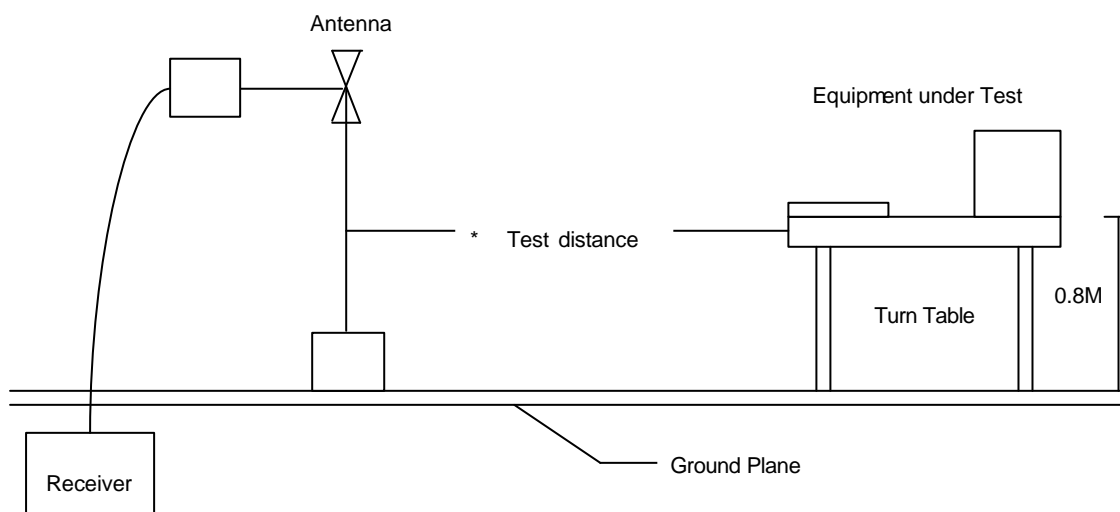 Antenna
Equipment under Test
* Test distance
0.8M
Turn Table
Ground Plane
Receiver